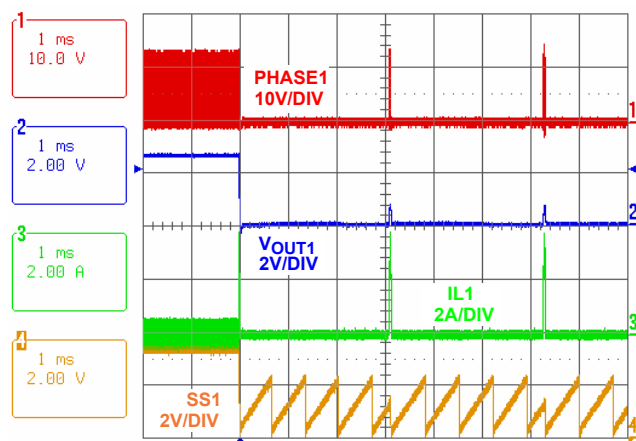 1
1 ms
10.0 V
2
1 ms
2.00 V
3
1 ms
2.00 A
4
1 ms
2.00 V
PHASE1
10V/DIV
1
2
VOUT1
2V/DIV
IL1
2A/DIV
3
SS1
2V/DIV
4